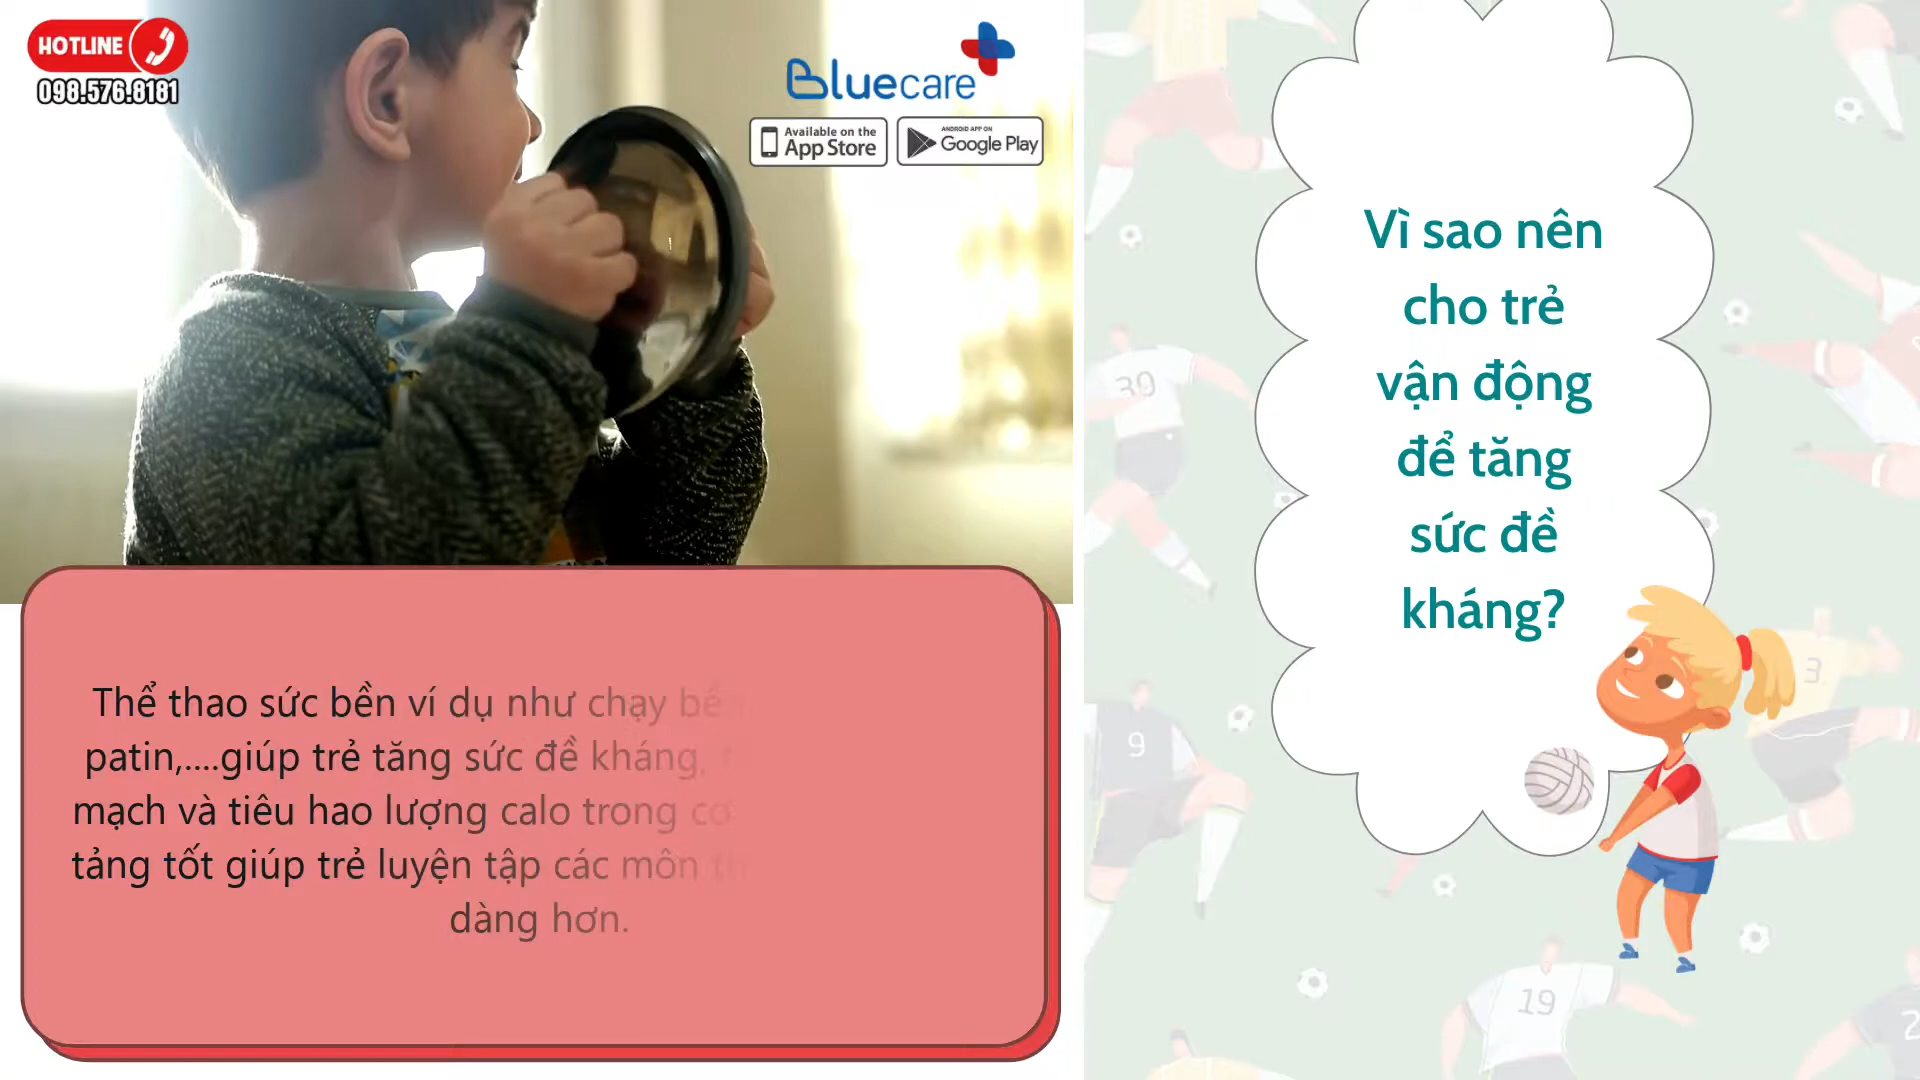 HOTLINE
098.576.8181
Bluecare
Available on the
App Store
ANDROID APP ON
Google Play
Vì sao nên
cho trẻ
vận động
để tăng
sức đề
kháng?
Thể thao sức bền ví dụ như chạy
patin,....giúp trẻ tăng sức đề kháng,
mạch và tiêu hao lượng calo trong
tảng tốt giúp trẻ luyện tập các môn
dàng hơn.
30
9
3
19
2